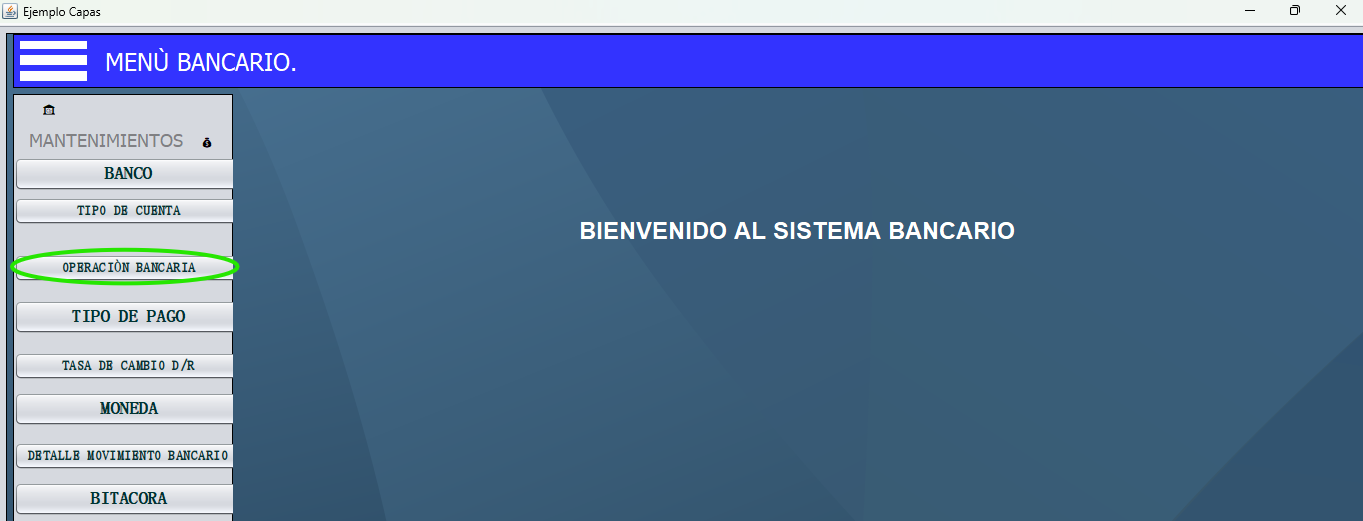 Ejemplo Capas
MENÙ BANCARIO.
MANTENIMIENTOS
BANCO
TIPO DE CUENTA
OPERACIÒN BANCARIA
TIPO DE PAGO
TASA DE CAMBIO D/R
MONEDA
DETALLE MOVIMIENTO BANCARIO
BITACORA
BIENVENIDO AL SISTEMA BANCARIO